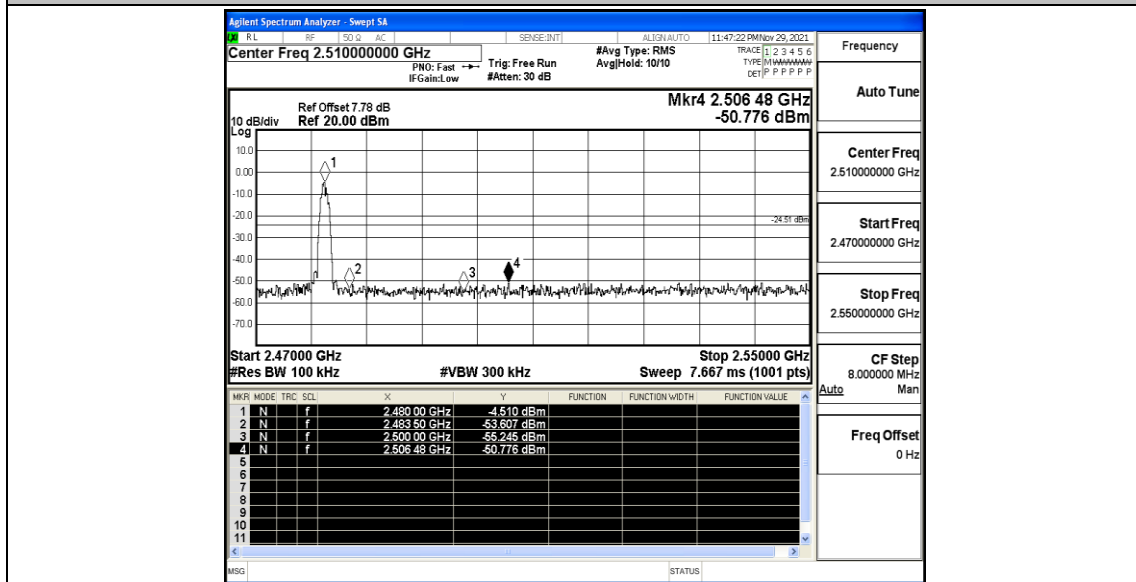 Agilent Spectrum Analyzer - Swept SA
RL RF 50 Ω AC SENSE:INT ALIGNAUTO 11:47:22 PMNov 29, 2021
Center Freq 2.510000000 GHz
PNO: Fast
IFGain:Low
Trig: Free Run
#Atten: 30 dB
#Avg Type: RMS
Avg|Hold: 10/10
TRACE 1 2 3 4 5 6
TYPE MWWWWW
DET P P P P P P
Mkr4 2.506 48 GHz
-50.776 dBm
Ref Offset 7.78 dB
10 dB/div Ref 20.00 dBm
Log
10.0
0.00
-10.0
-20.0
-30.0
-40.0
-50.0
-60.0
-70.0
1
2
3
4
-24.51 dBm
Start 2.47000 GHz Stop 2.55000 GHz
#Res BW 100 kHz #VBW 300 kHz Sweep 7.667 ms (1001 pts)
MKR MODE TRC SCL X Y FUNCTION FUNCTION WIDTH FUNCTION VALUE
1 N f 2.480 00 GHz -4.510 dBm
2 N f 2.483 50 GHz -53.607 dBm
3 N f 2.500 00 GHz -55.245 dBm
4 N f 2.506 48 GHz -50.776 dBm
5
6
7
8
9
10
11
MSG STATUS
Frequency
Auto Tune
Center Freq
2.510000000 GHz
Start Freq
2.470000000 GHz
Stop Freq
2.550000000 GHz
CF Step
8.000000 MHz
Auto Man
Freq Offset
0 Hz